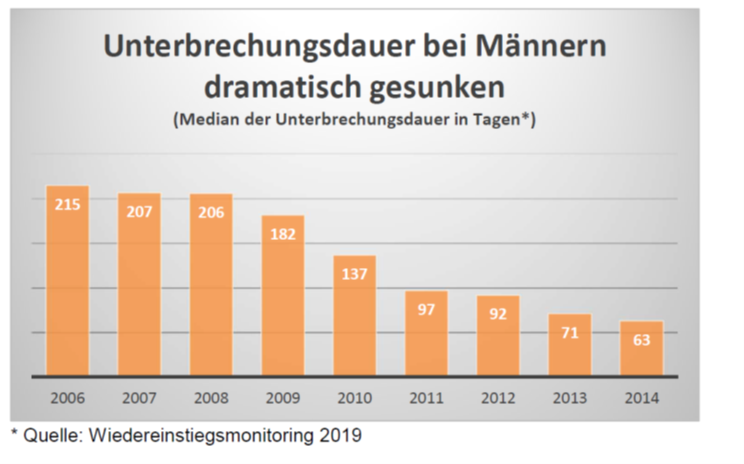 Unterbrechungsdauer bei Männern
dramatisch gesunken
(Median der Unterbrechungsdauer in Tagen*)
215
207
206
182
137
97
92
71
63
2006 2007 2008 2009 2010 2011 2012 2013 2014
* Quelle: Wiedereinstiegsmonitoring 2019